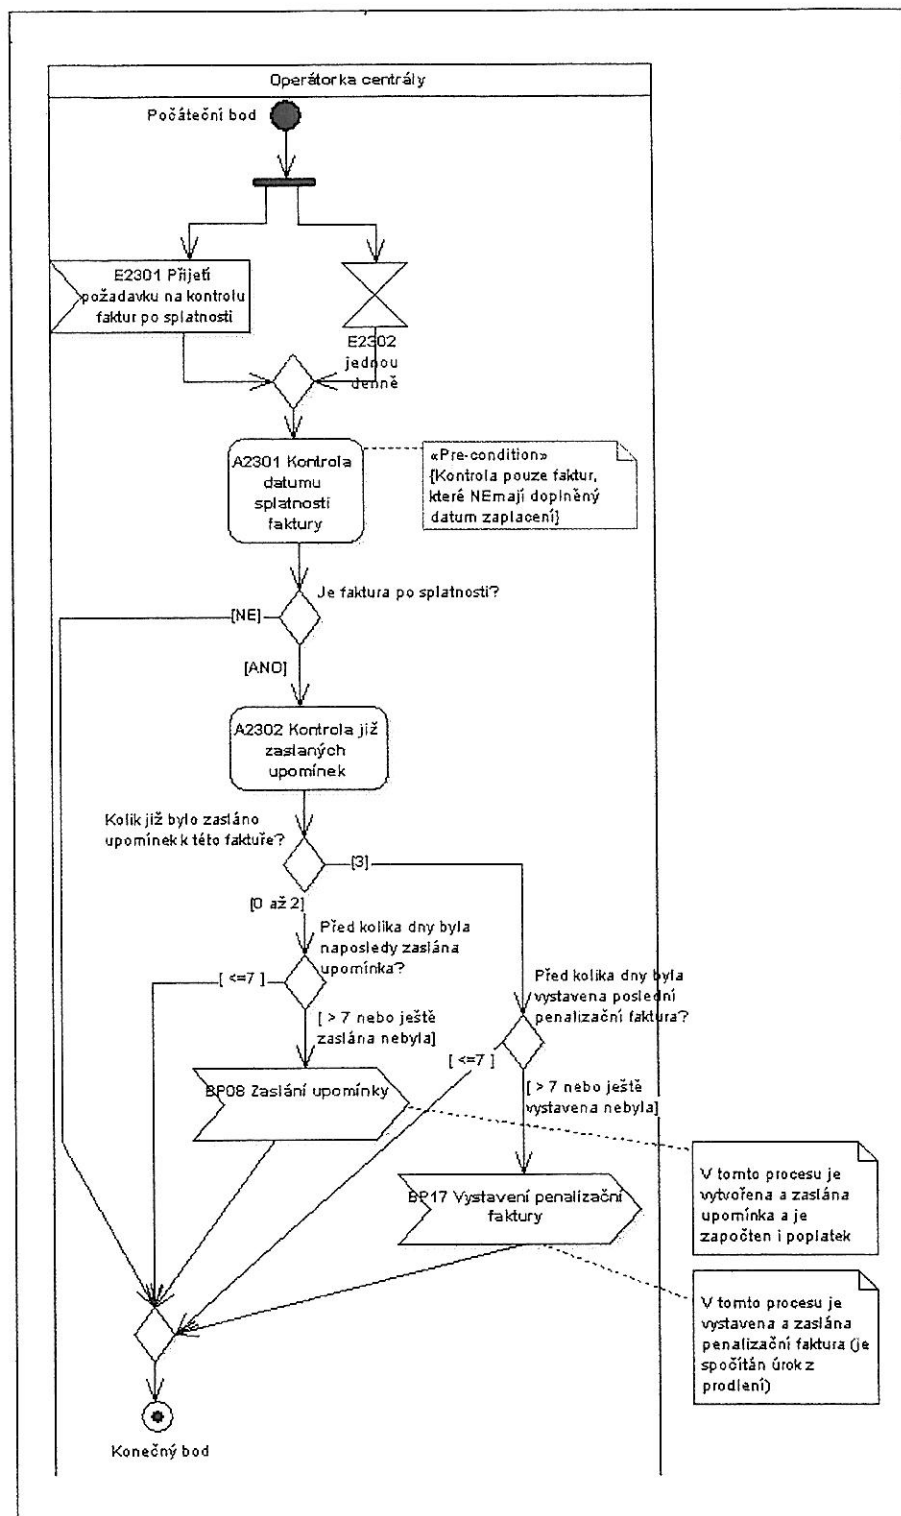 Operátorka centrály
Počáteční bod
E2301 Přijetí
požadavku na kontrolu
faktur po splatnosti
E2302
jednou
denně
A2301 Kontrola
datumu
splatnosti
faktury
«Pre-condition»
{Kontrola pouze faktur,
které NEmají doplněný
datum zaplacení}
Je faktura po splatnosti?
[NE]
[ANO]
A2302 Kontrola již
zaslaných
upomínek
Kolik již bylo zasláno
upomínek k této faktuře?
[3]
[0 až 2]
Před kolika dny byla
naposledy zaslána
upomínka?
[ <=7 ]
[ > 7 nebo ještě
zaslána nebyla]
Před kolika dny byla
vystavena poslední
penalizační faktura?
[ <=7 ]
[ > 7 nebo ještě
vystavena nebyla]
BP08 Zaslání upomínky
BP17 Vystavení penalizační
faktury
V tomto procesu je
vytvořena a zaslána
upomínka a je
započten i poplatek
V tomto procesu je
vystavena a zaslána
penalizační faktura (je
spočítán úrok z
prodlení)
Konečný bod